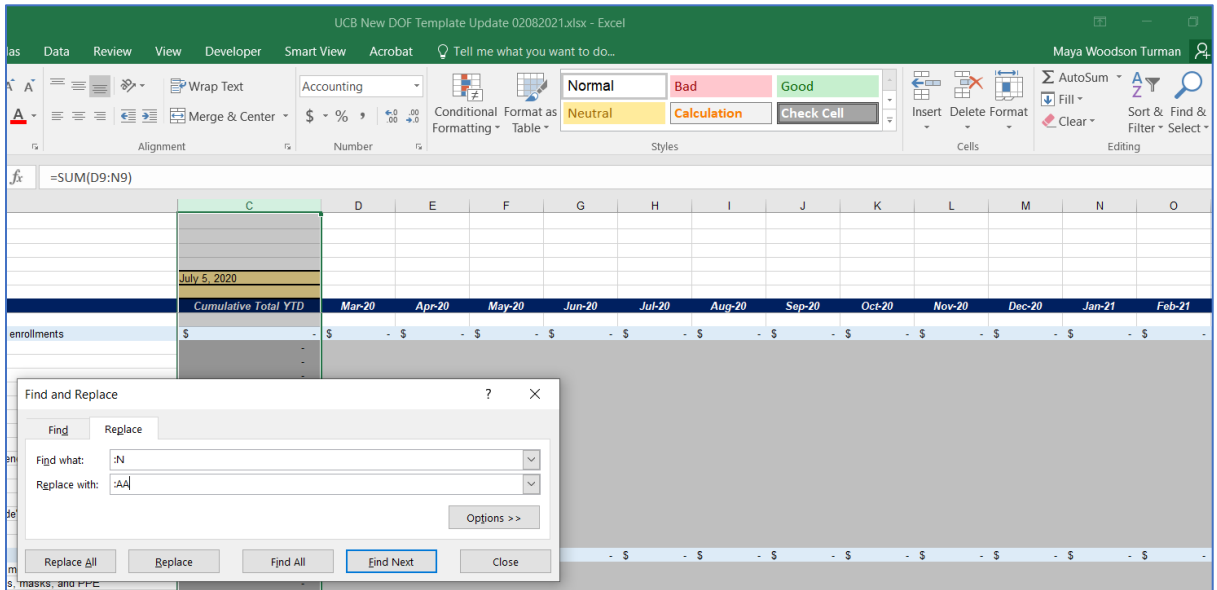 UCB New DOF Template Update 02082021.xlsx - Excel
las Data Review View Developer Smart View Acrobat Tell me what you want to do... Maya Woodson Turman
A A Wrap Text Accounting Normal Bad Good AutoSum
A Merge & Center $ % , .0 .00 .00 .0 Conditional Formatting Format as Table Neutral Calculation Check Cell Insert Delete Format Fill Clear Sort & Filter Find & Select
Alignment Number Styles Cells Editing
fx =SUM(D9:N9)
C D E F G H I J K L M N O
July 5, 2020
Cumulative Total YTD Mar-20 Apr-20 May-20 Jun-20 Jul-20 Aug-20 Sep-20 Oct-20 Nov-20 Dec-20 Jan-21 Feb-21
enrollments $ - $ - $ - $ - $ - $ - $ - $ - $ - $ - $ - $ - $ -
-
-
-
Find and Replace ? X
Find Replace
Find what: :N
Replace with: :AA
Options >>
Replace All Replace Find All Find Next Close
- $ - $ - $ - $ - $ - $ - $ - $ -
s, masks, and PPE -